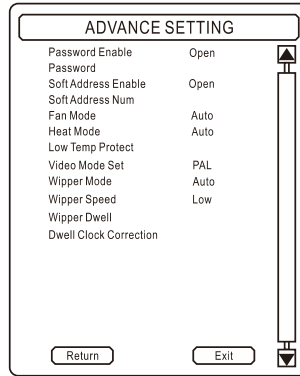 ADVANCE SETTING
Password Enable Open
Password
Soft Address Enable Open
Soft Address Num
Fan Mode Auto
Heat Mode Auto
Low Temp Protect
Video Mode Set PAL
Wipper Mode Auto
Wipper Speed Low
Wipper Dwell
Dwell Clock Correction
Return Exit